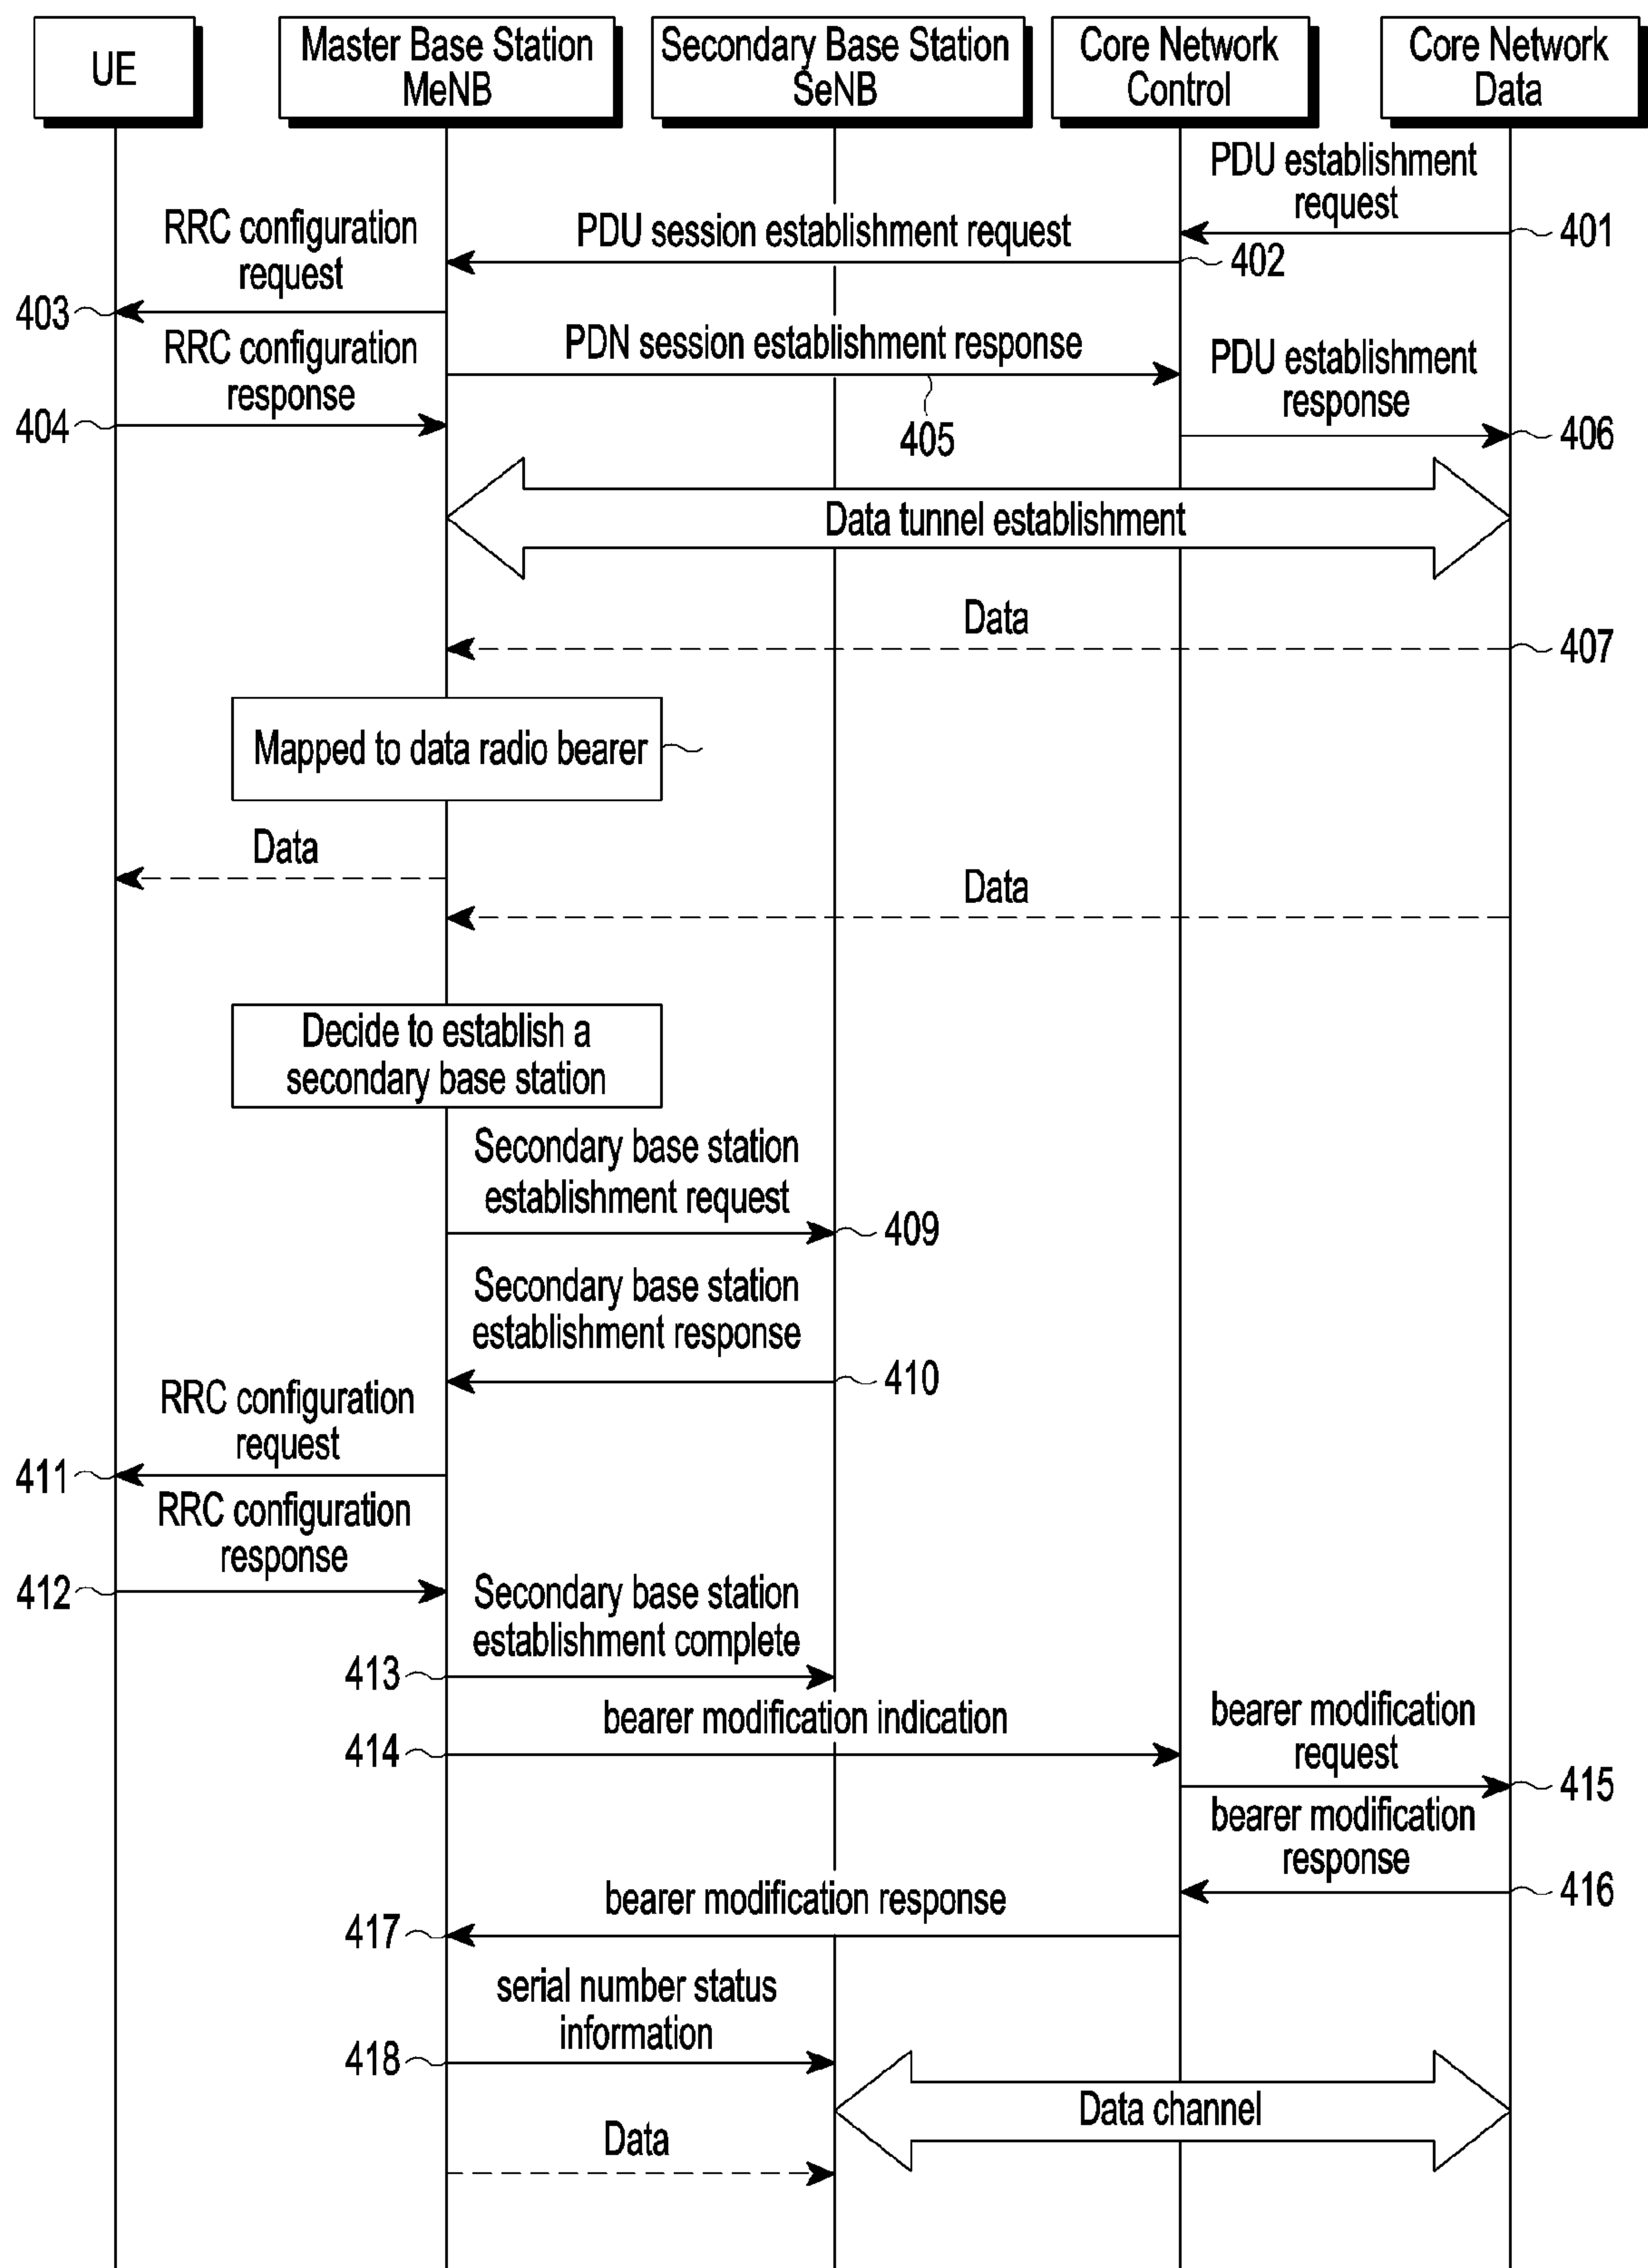 UE
Master Base Station
MeNB
Secondary Base Station
SeNB
Core Network
Control
Core Network
Data
PDU establishment
request
401
PDU session establishment request
402
RRC configuration
request
403
PDN session establishment response
405
RRC configuration
response
404
PDU establishment
response
406
Data tunnel establishment
Data
407
Mapped to data radio bearer
Data
Data
Decide to establish a
secondary base station
Secondary base station
establishment request
409
Secondary base station
establishment response
410
RRC configuration
request
411
RRC configuration
response
412
Secondary base station
establishment complete
413
bearer modification indication
414
bearer modification
request
415
bearer modification
response
416
bearer modification response
417
serial number status
information
418
Data channel
Data